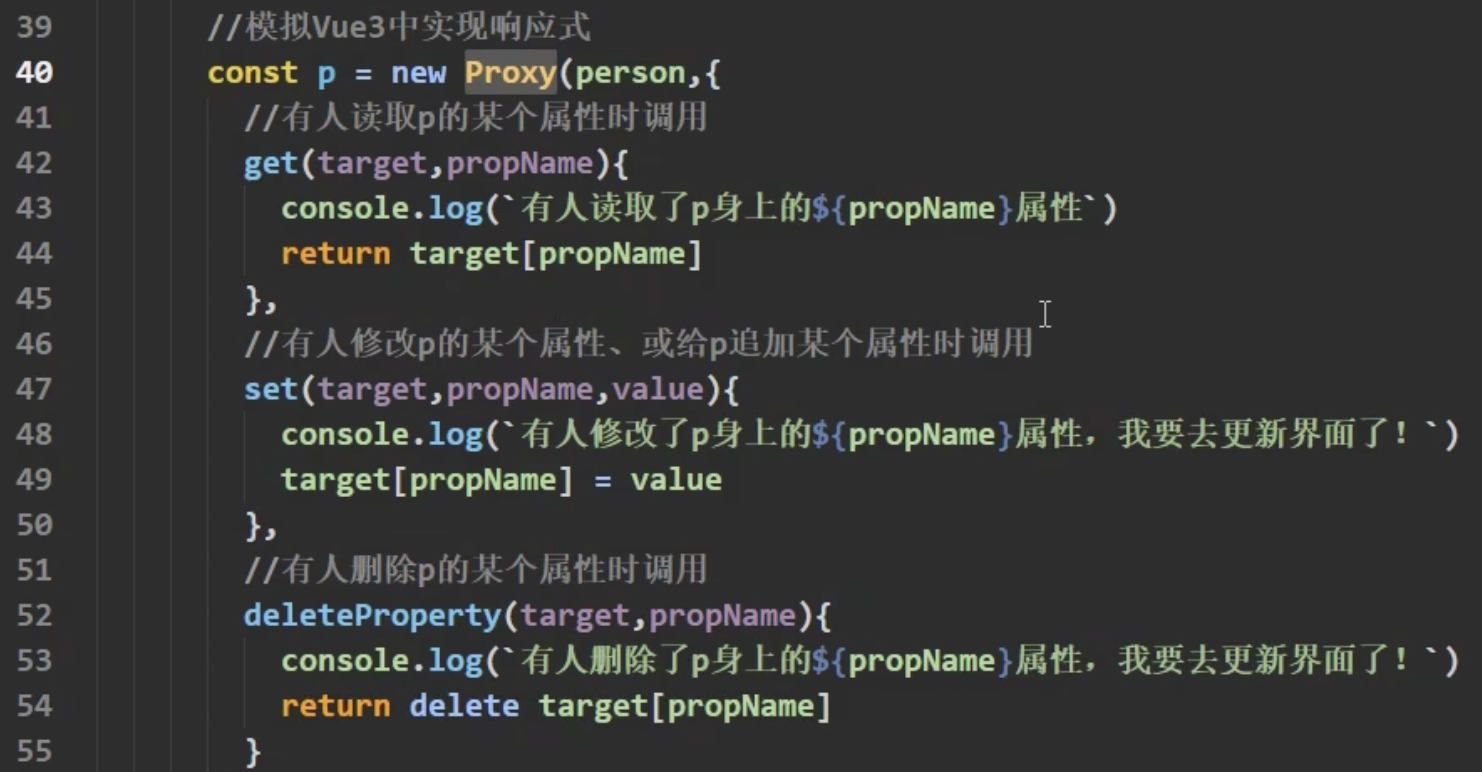 39 //模拟Vue3中实现响应式
40 const p = new Proxy(person,{
41 //有人读取p的某个属性时调用
42 get(target,propName){
43 console.log(`有人读取了p身上的${propName}属性`)
44 return target[propName]
45 },
46 //有人修改p的某个属性、或给p追加某个属性时调用
47 set(target,propName,value){
48 console.log(`有人修改了p身上的${propName}属性，我要去更新界面了！`)
49 target[propName] = value
50 },
51 //有人删除p的某个属性时调用
52 deleteProperty(target,propName){
53 console.log(`有人删除了p身上的${propName}属性，我要去更新界面了！`)
54 return delete target[propName]
55 }